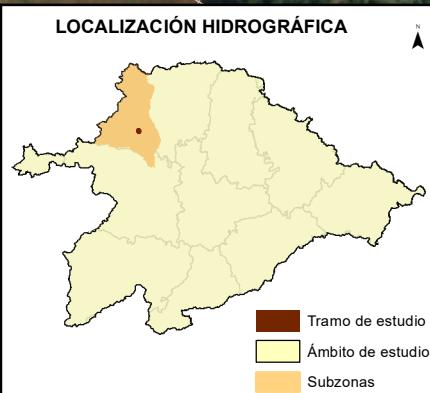 LOCALIZACIÓN HIDROGRÁFICA
N
Tramo de estudio
Ámbito de estudio
Subzonas